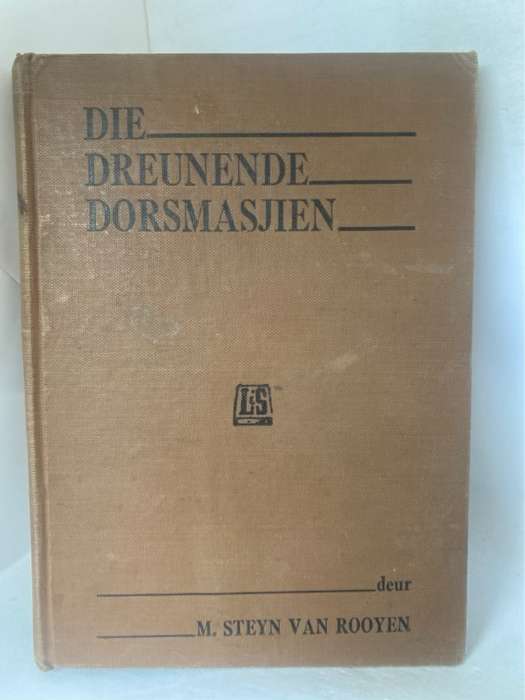 DIE
DREUNENDE
DORSMASJIEN
L&S
deur
M. STEYN VAN ROOYEN